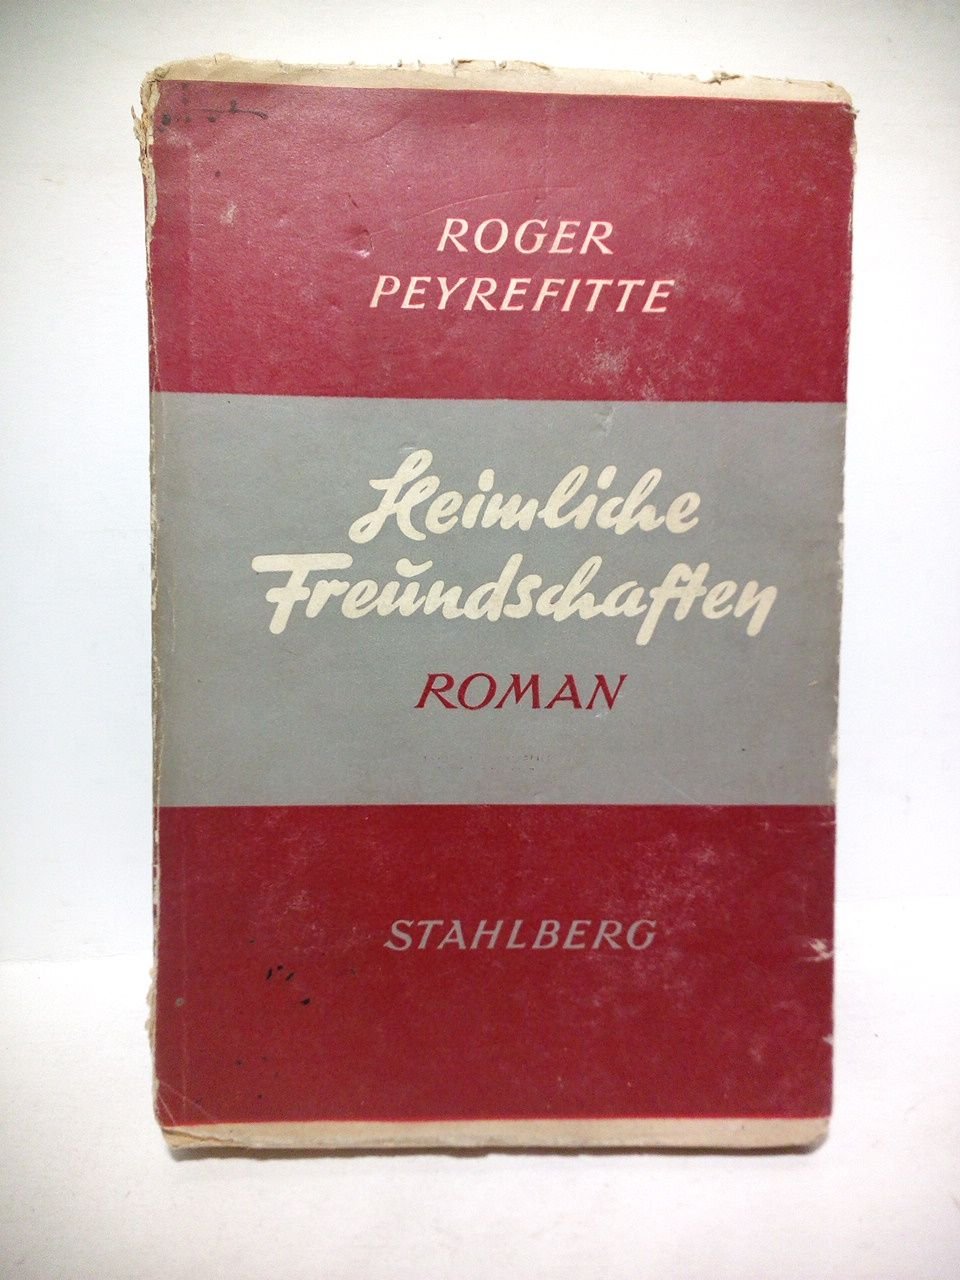 ROGER
PEYREFITTE
Heimliche
Freundschaften
ROMAN
STAHLBERG